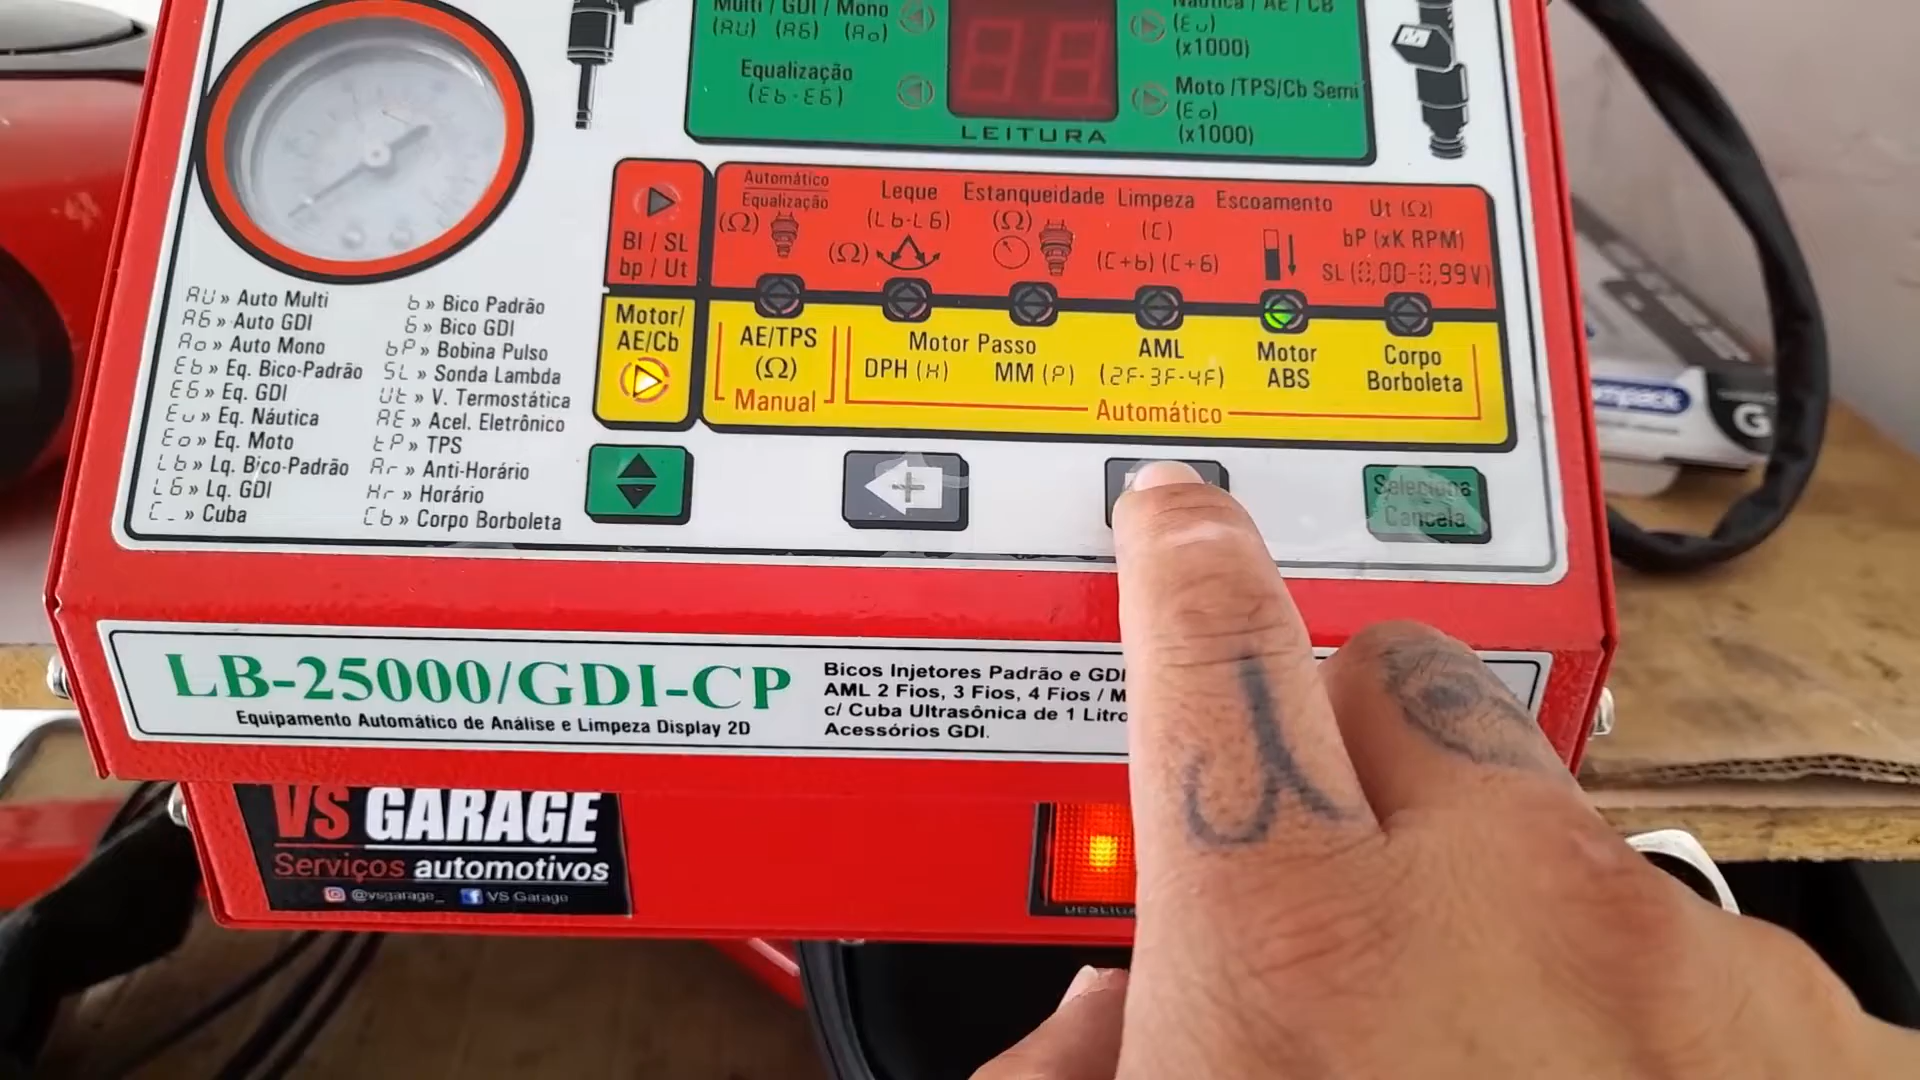 Multi / GDI / Mono
(AU) (A6) (Ao)
Equalização
(Eb-E6)
LEITURA
Náutica / AE / CB
(Eu)
(x1000)
Moto /TPS/Cb Semi
(Eo)
(x1000)
BI / SL
bp / Ut
Automático
Equalização
(Ω)
Leque
(Lb-L6)
(Ω)
Estanqueidade
(Ω)
Limpeza
(C)
(C+b) (C+6)
Escoamento
Ut (Ω)
bP (xK RPM)
SL (0,00-0,99V)
Motor/
AE/Cb
AE/TPS
(Ω)
Manual
Motor Passo
DPH (H) MM (P)
AML
(2F-3F-4F)
Motor
ABS
Corpo
Borboleta
Automático
AU » Auto Multi
A6 » Auto GDI
Ao » Auto Mono
Eb » Eq. Bico-Padrão
E6 » Eq. GDI
Eu » Eq. Náutica
Eo » Eq. Moto
Lb » Lq. Bico-Padrão
L6 » Lq. GDI
C_ » Cuba
b » Bico Padrão
6 » Bico GDI
bP » Bobina Pulso
SL » Sonda Lambda
Ut » V. Termostática
AE » Acel. Eletrônico
tP » TPS
Ar » Anti-Horário
Hr » Horário
Cb » Corpo Borboleta
+
Seleciona
Cancela
LB-25000/GDI-CP
Equipamento Automático de Análise e Limpeza Display 2D
Bicos Injetores Padrão e GDI
AML 2 Fios, 3 Fios, 4 Fios / M
c/ Cuba Ultrasônica de 1 Litro
Acessórios GDI.
VS GARAGE
Serviços automotivos
@vsgarage_ VS Garage
mpack
G